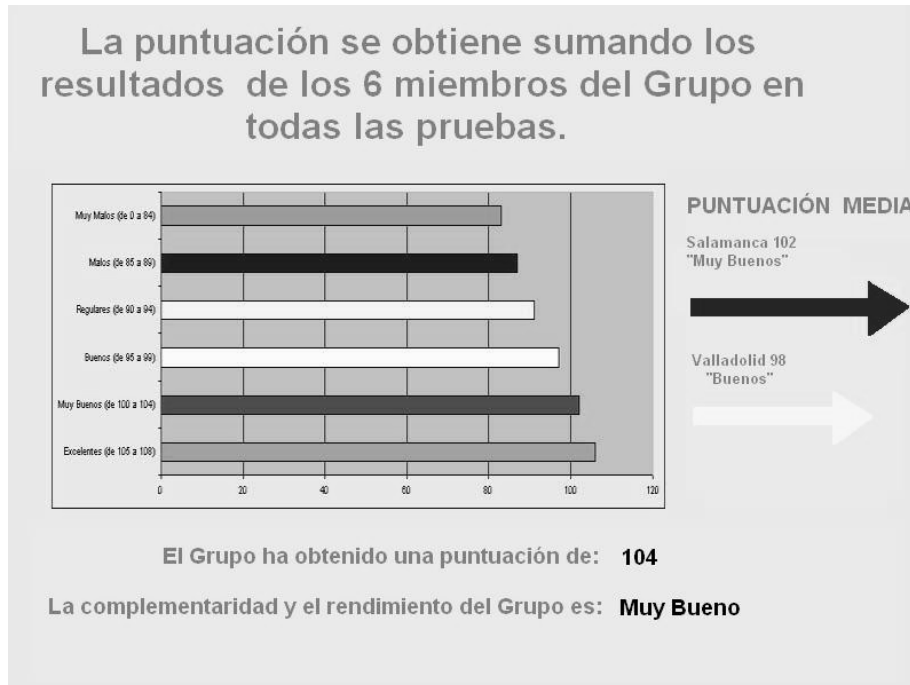 La puntuación se obtiene sumando los
resultados de los 6 miembros del Grupo en
todas las pruebas.
Muy Malos (de 0 a 84)
Malos (de 85 a 89)
Regulares (de 90 a 94)
Buenos (de 95 a 99)
Muy Buenos (de 100 a 104)
Excelentes (de 105 a 108)
0 20 40 60 80 100 120
PUNTUACIÓN MEDIA
Salamanca 102
"Muy Buenos"
Valladolid 98
"Buenos"
El Grupo ha obtenido una puntuación de: 104
La complementaridad y el rendimiento del Grupo es: Muy Bueno